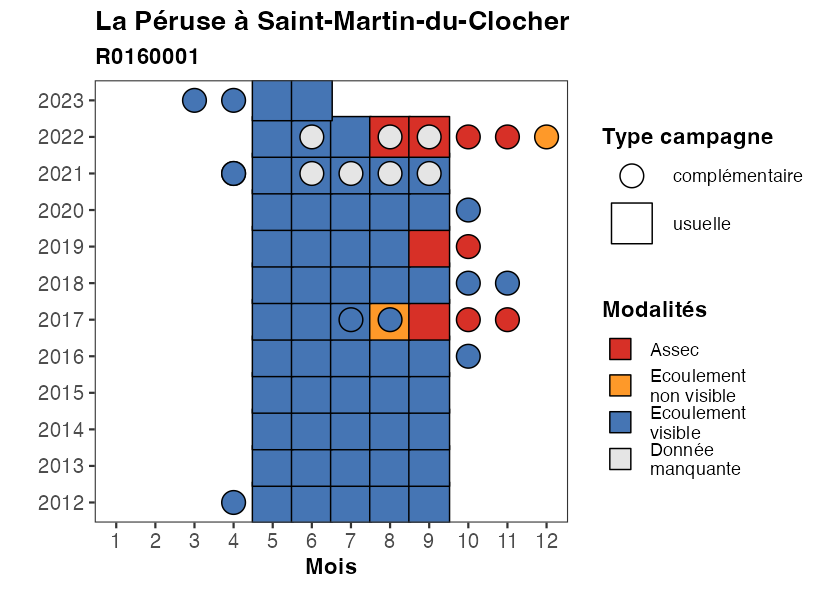 La Péruse à Saint-Martin-du-Clocher
R0160001
2023
2022
2021
2020
2019
2018
2017
2016
2015
2014
2013
2012
1 2 3 4 5 6 7 8 9 10 11 12
Mois
Type campagne
complémentaire
usuelle
Modalités
Assec
Ecoulement
non visible
Ecoulement
visible
Donnée
manquante